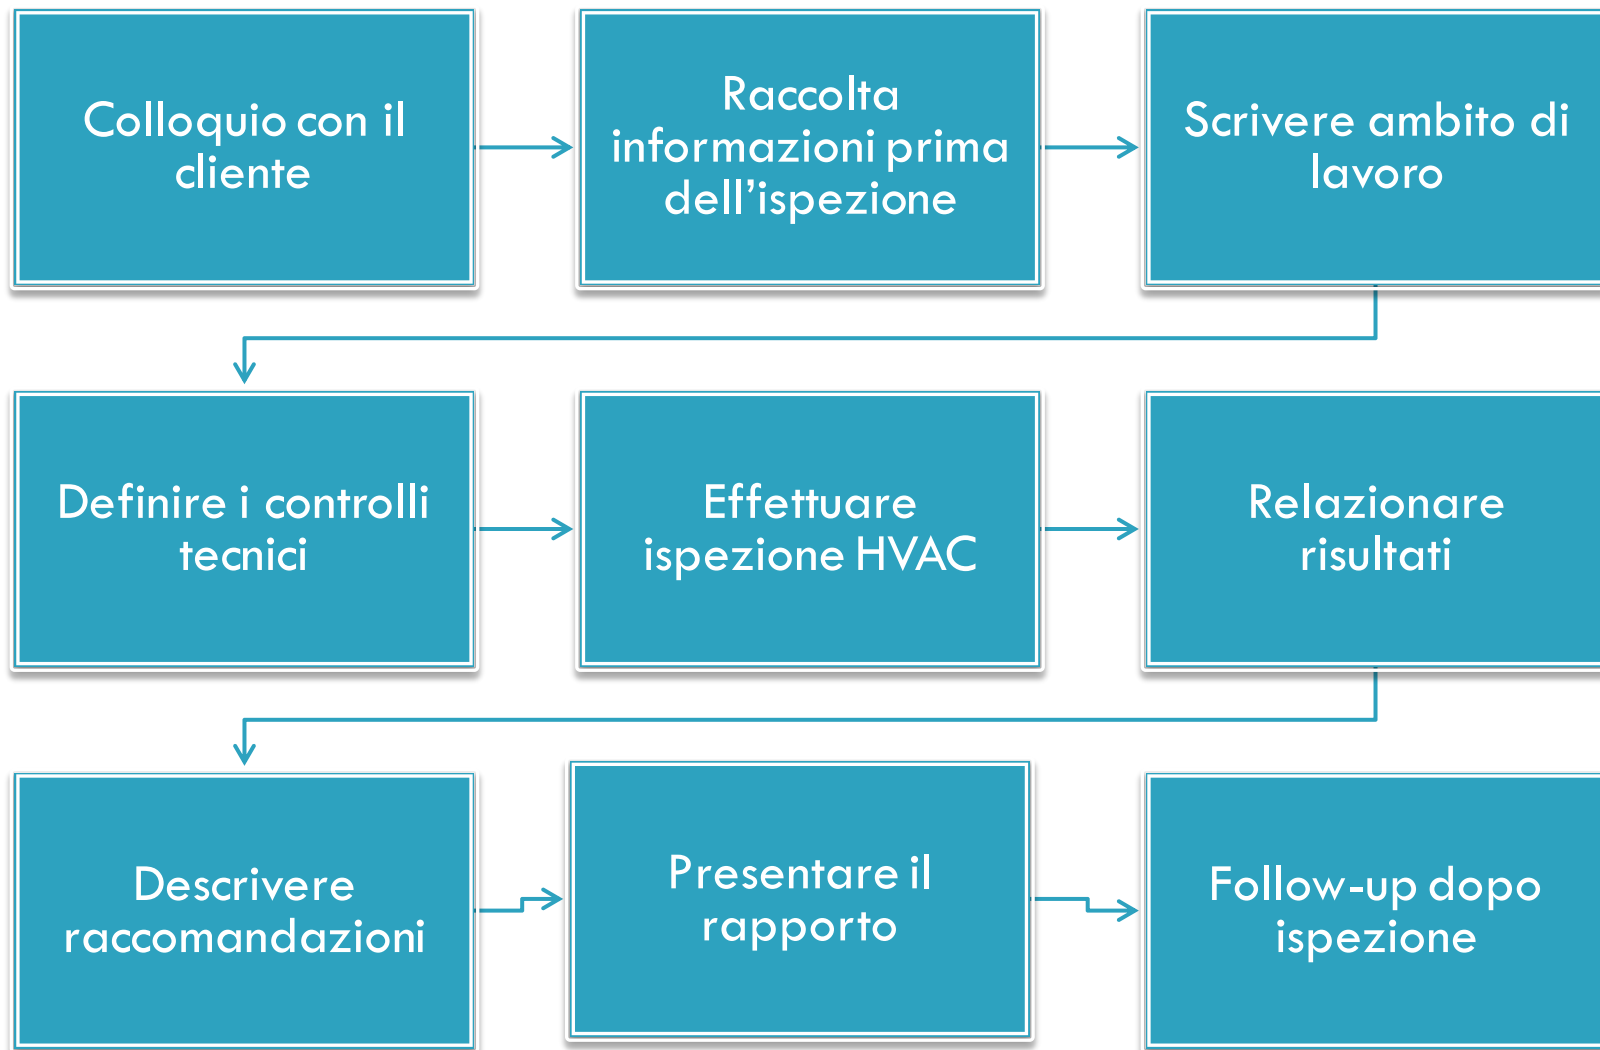 Colloquio con il
cliente
Raccolta
informazioni prima
dell’ispezione
Scrivere ambito di
lavoro
Definire i controlli
tecnici
Effettuare
ispezione HVAC
Relazionare
risultati
Descrivere
raccomandazioni
Presentare il
rapporto
Follow-up dopo
ispezione